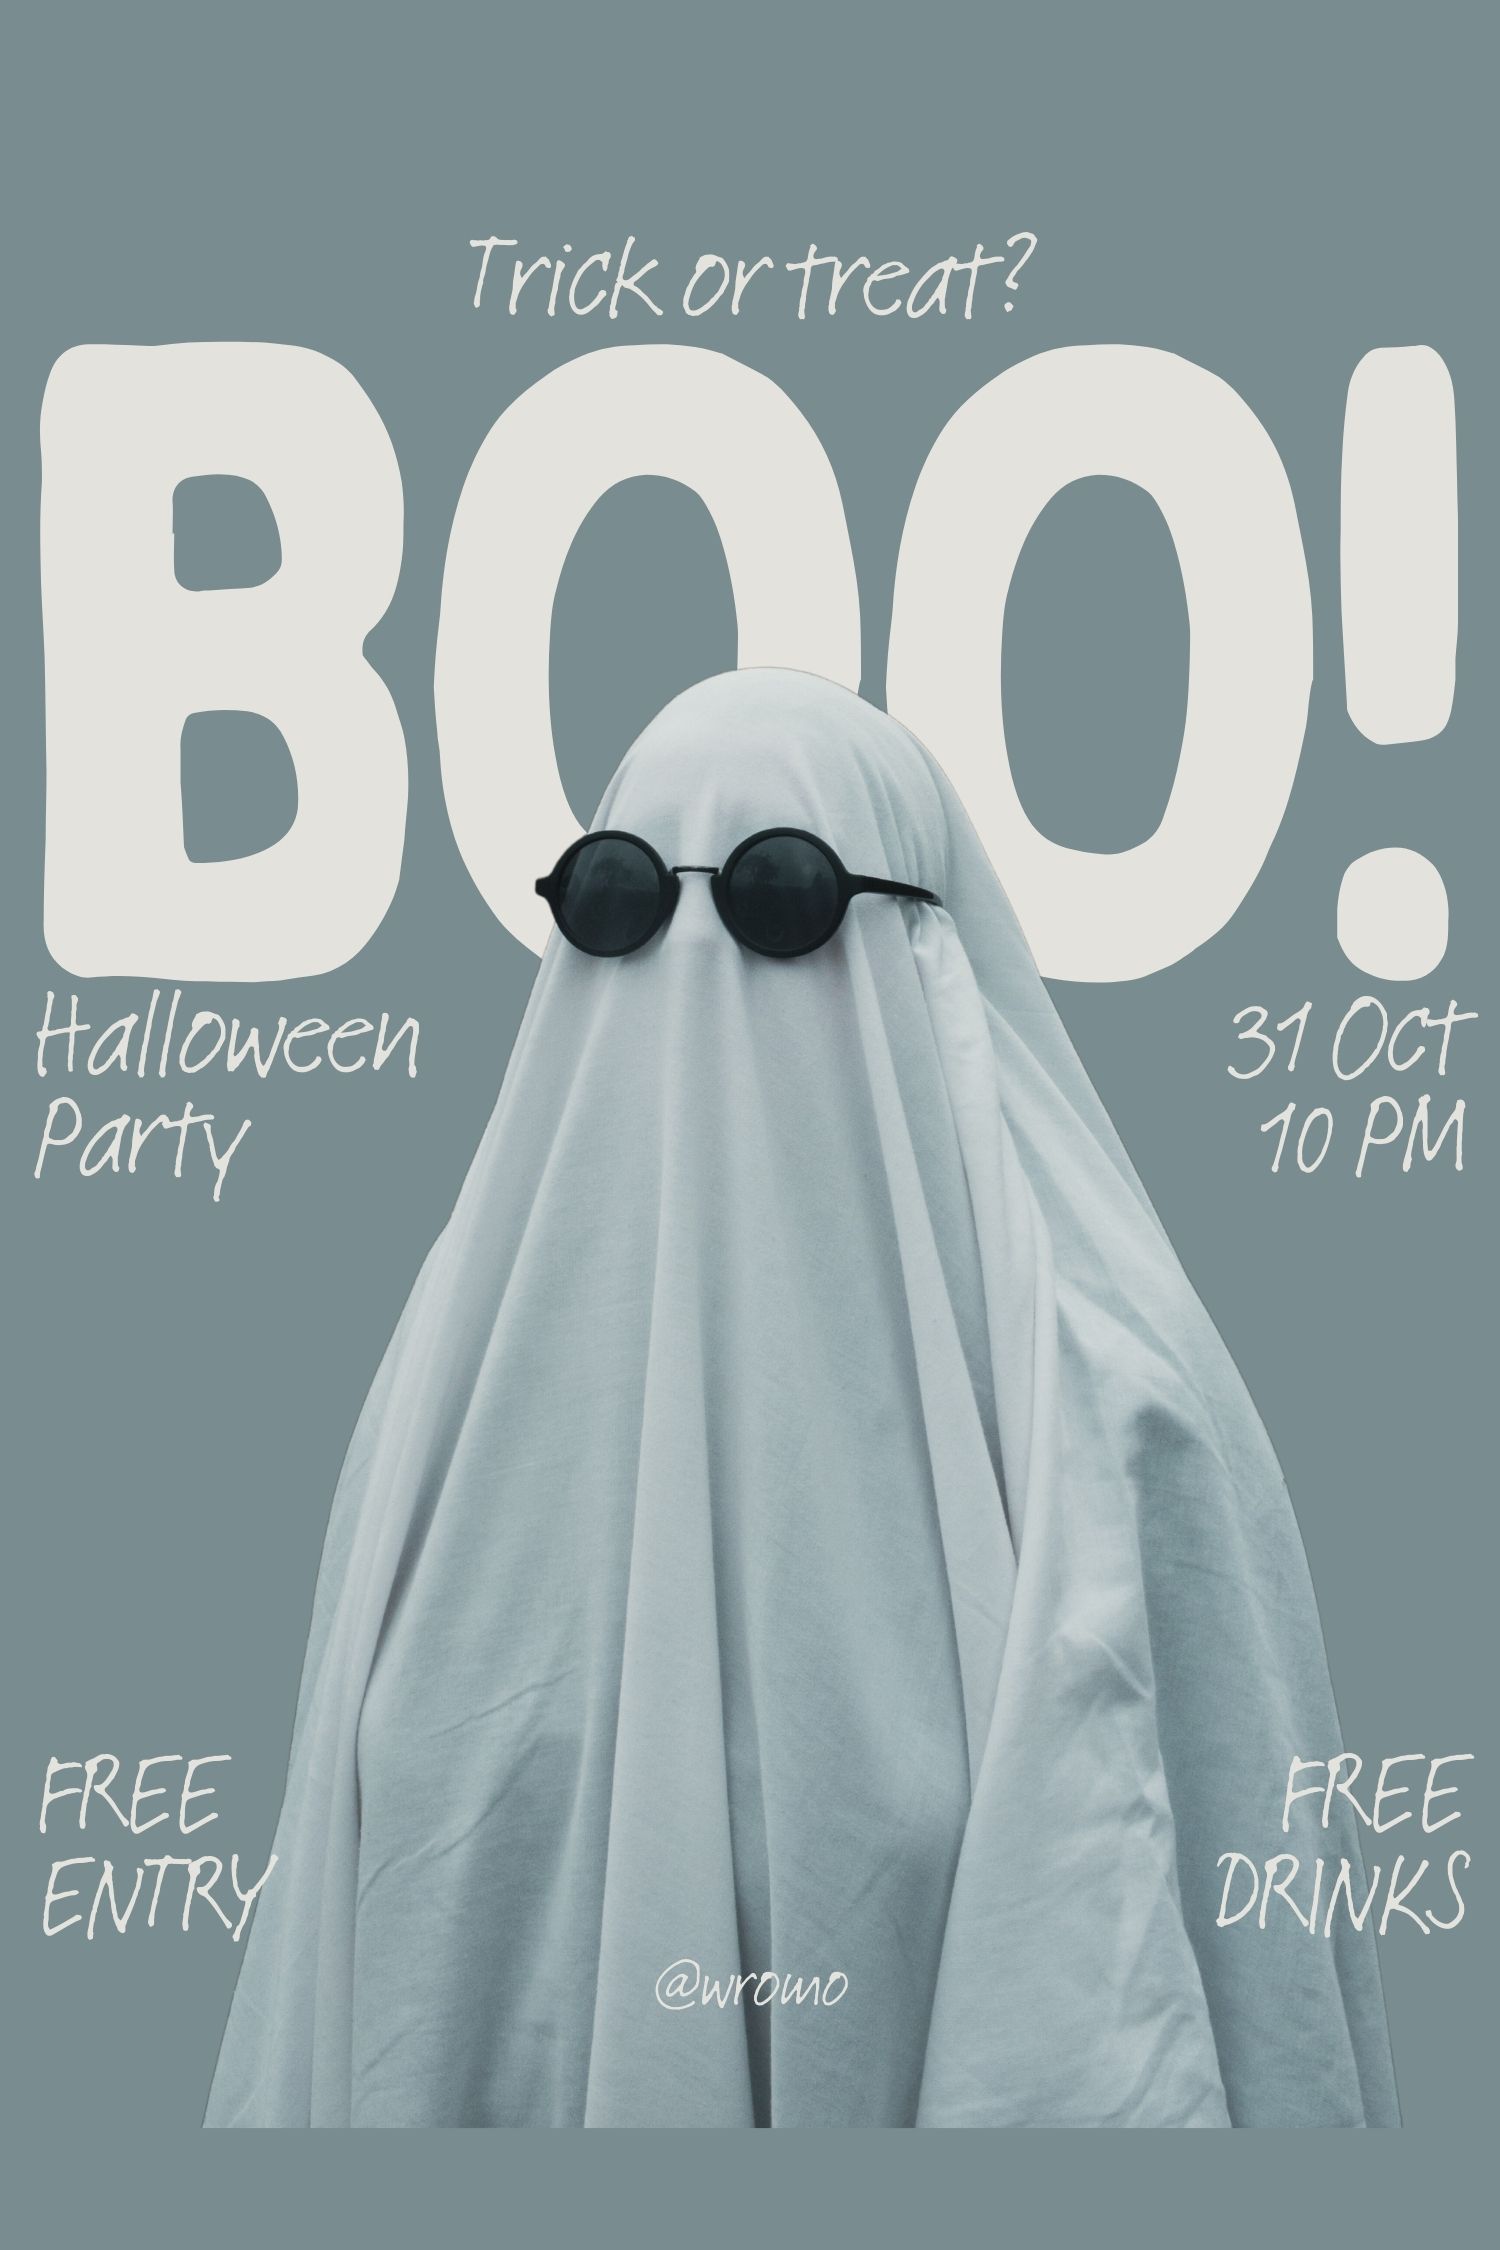 Trick or treat?
BOO!
Halloween
Party
31 Oct
10 PM
FREE
ENTRY
FREE
DRINKS
@wromo